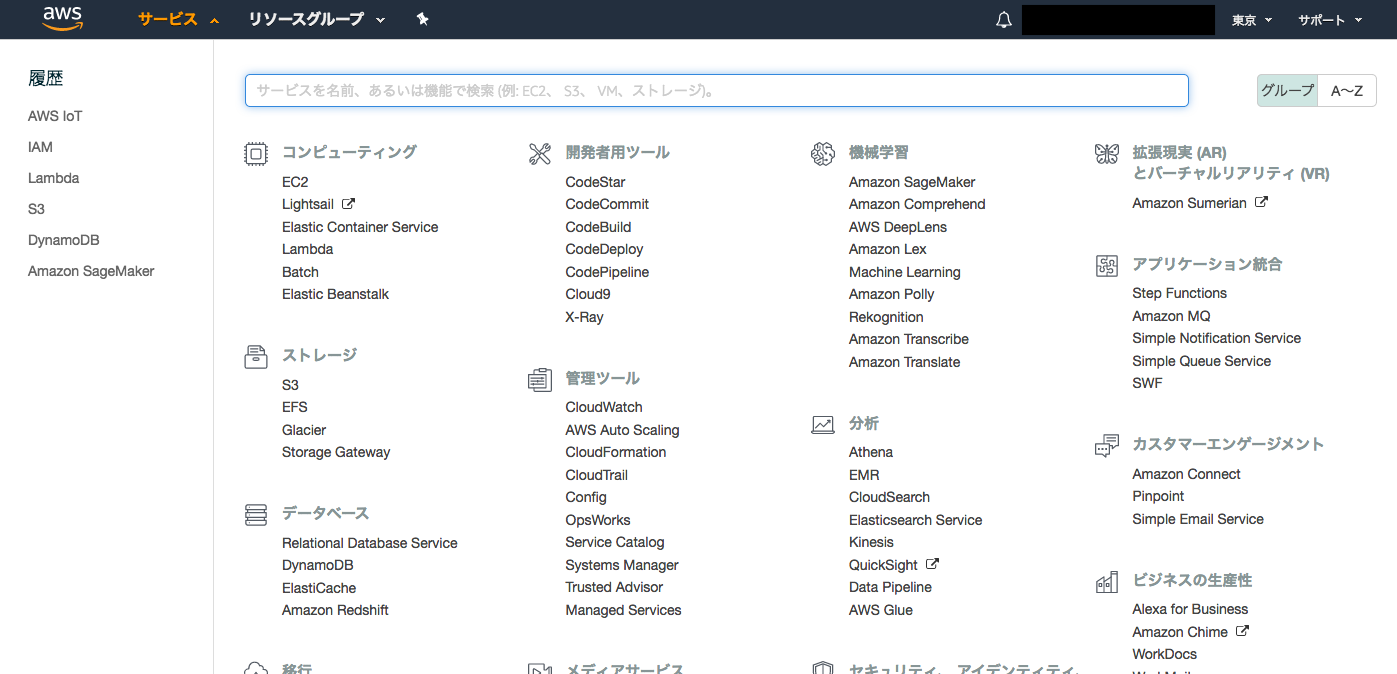 aws
サービス
リソースグループ
東京
サポート
履歴
AWS IoT
IAM
Lambda
S3
DynamoDB
Amazon SageMaker
サービスを名前、あるいは機能で検索 (例: EC2、 S3、 VM、ストレージ)。
グループ
A〜Z
コンピューティング
EC2
Lightsail
Elastic Container Service
Lambda
Batch
Elastic Beanstalk
ストレージ
S3
EFS
Glacier
Storage Gateway
データベース
Relational Database Service
DynamoDB
ElastiCache
Amazon Redshift
移行
開発者用ツール
CodeStar
CodeCommit
CodeBuild
CodeDeploy
CodePipeline
Cloud9
X-Ray
管理ツール
CloudWatch
AWS Auto Scaling
CloudFormation
CloudTrail
Config
OpsWorks
Service Catalog
Systems Manager
Trusted Advisor
Managed Services
メディアサービス
機械学習
Amazon SageMaker
Amazon Comprehend
AWS DeepLens
Amazon Lex
Machine Learning
Amazon Polly
Rekognition
Amazon Transcribe
Amazon Translate
分析
Athena
EMR
CloudSearch
Elasticsearch Service
Kinesis
QuickSight
Data Pipeline
AWS Glue
セキュリティ、 アイデンティティ、
拡張現実 (AR)
とバーチャルリアリティ (VR)
Amazon Sumerian
アプリケーション統合
Step Functions
Amazon MQ
Simple Notification Service
Simple Queue Service
SWF
カスタマーエンゲージメント
Amazon Connect
Pinpoint
Simple Email Service
ビジネスの生産性
Alexa for Business
Amazon Chime
WorkDocs
WorkMail